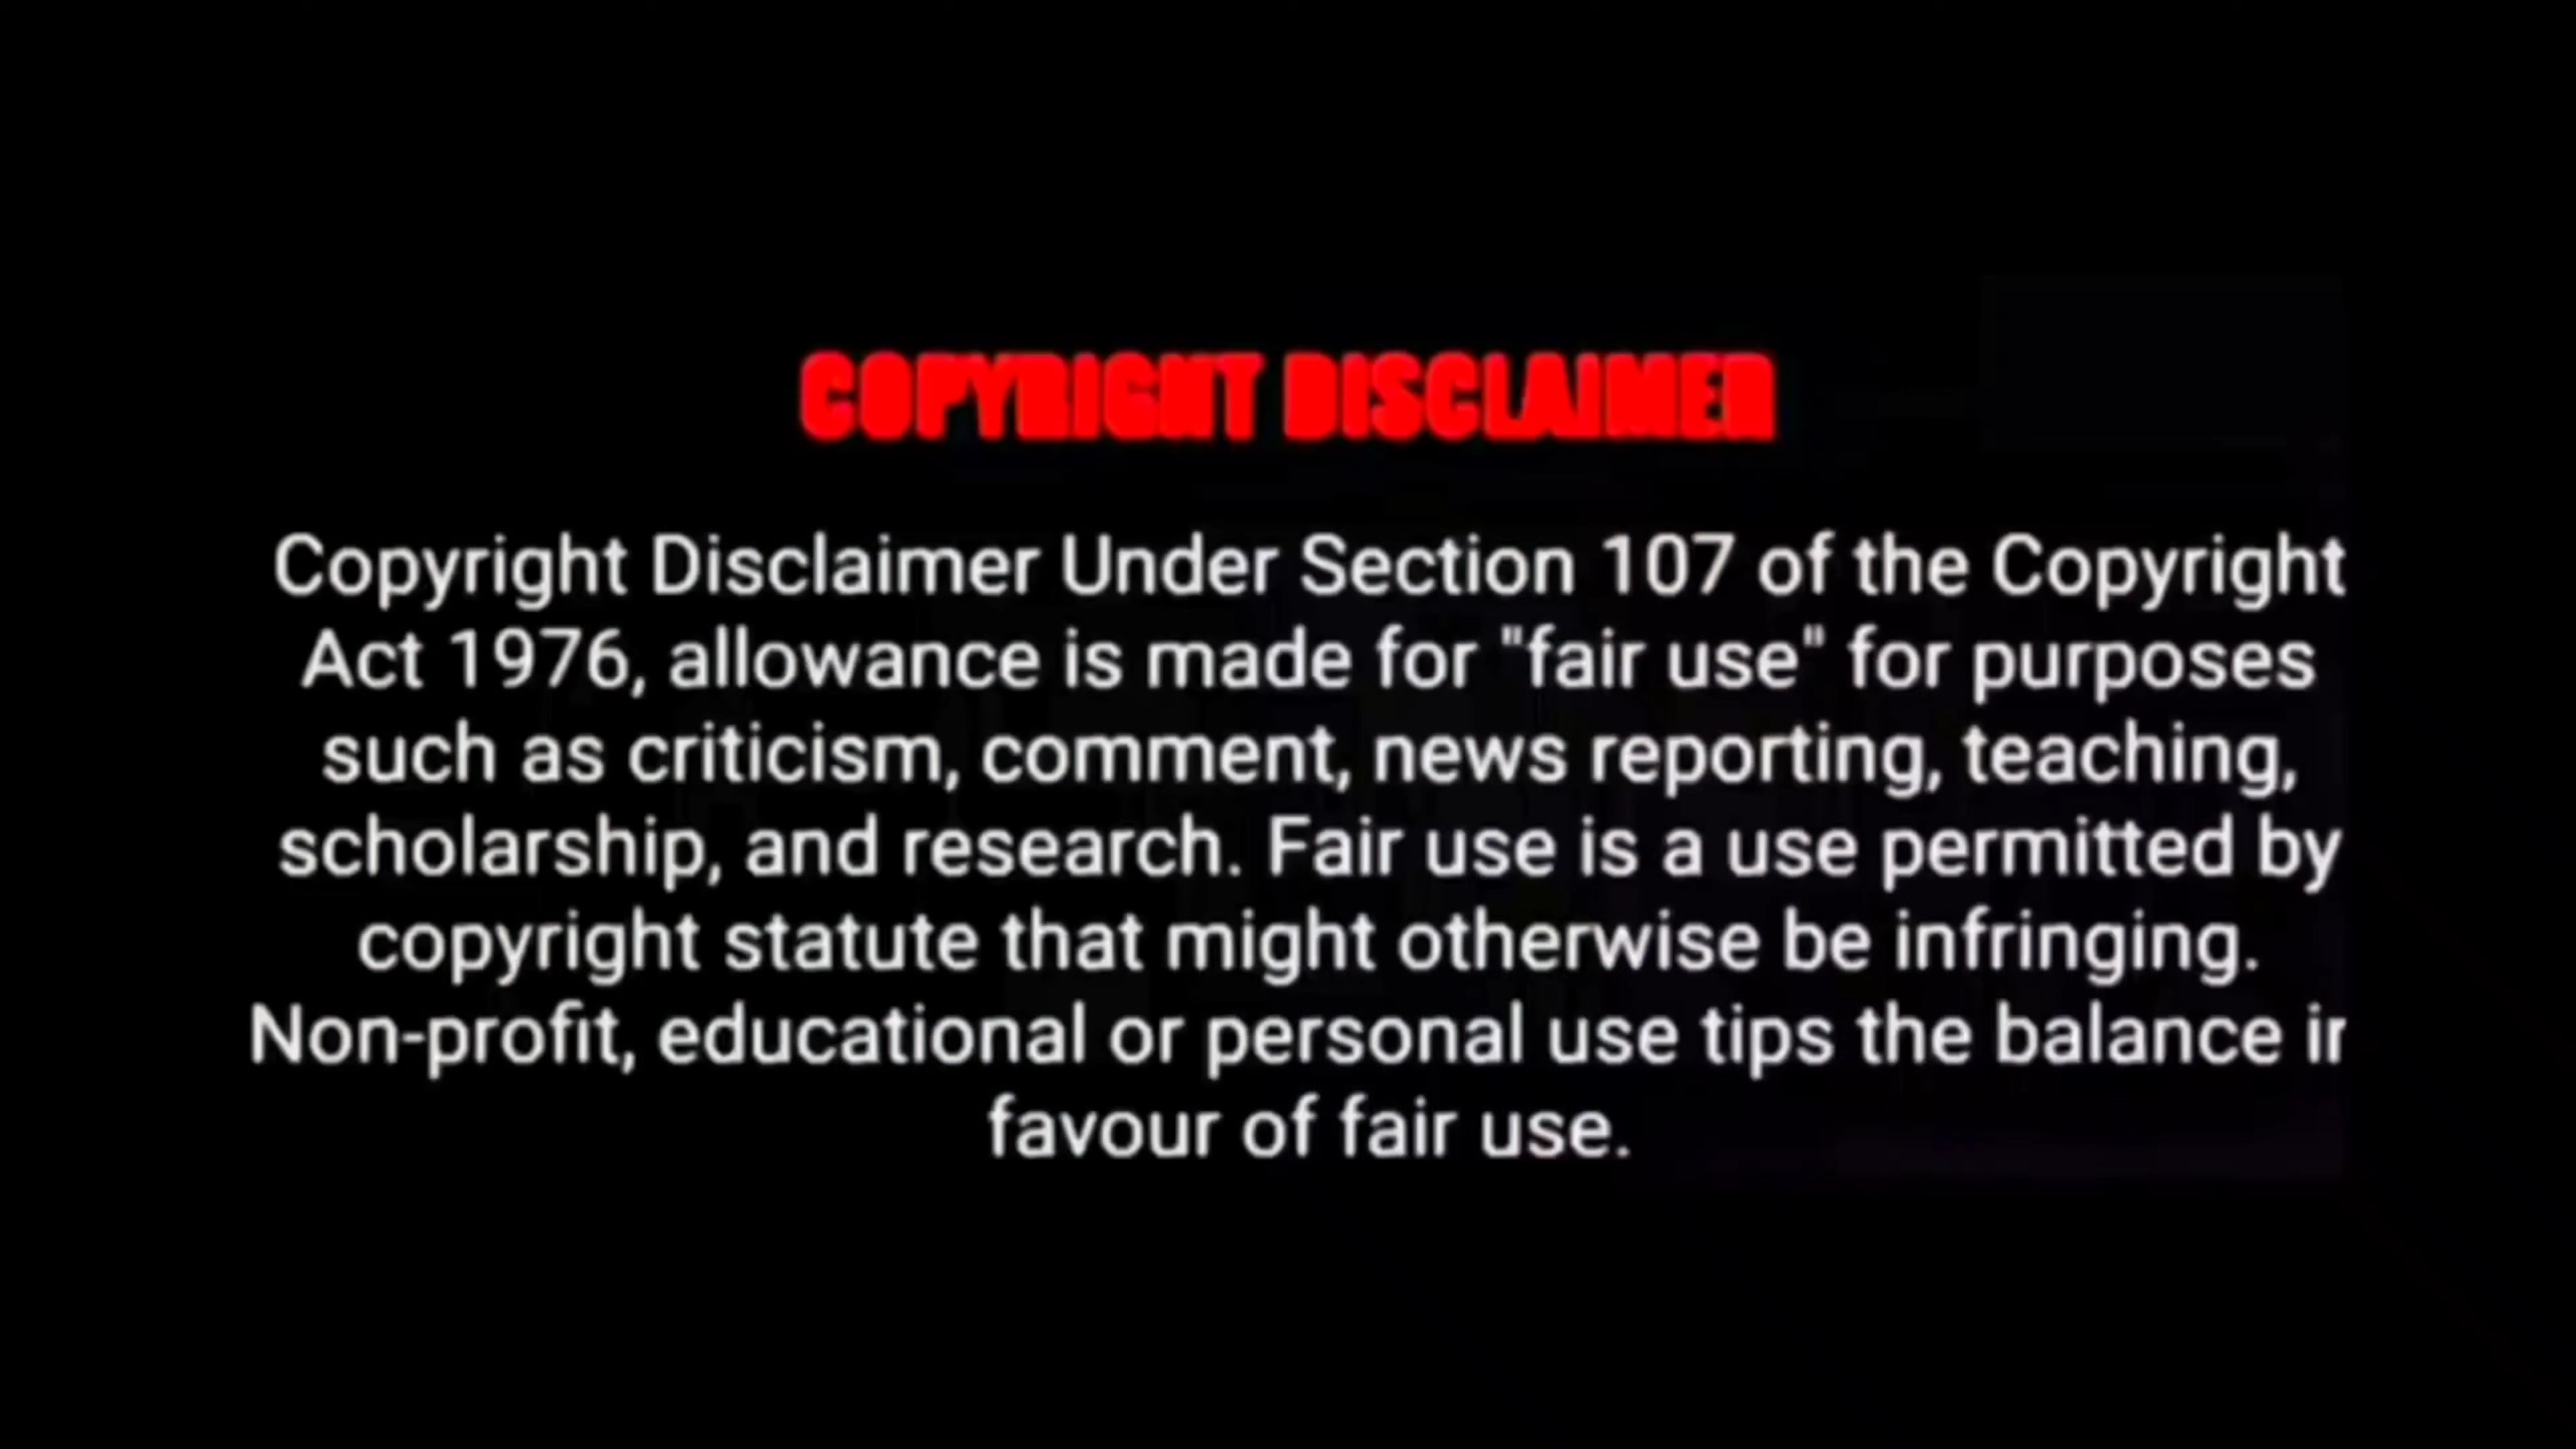 COPYRIGHT DISCLAIMER
Copyright Disclaimer Under Section 107 of the Copyright
Act 1976, allowance is made for "fair use" for purposes
such as criticism, comment, news reporting, teaching,
scholarship, and research. Fair use is a use permitted by
copyright statute that might otherwise be infringing.
Non-profit, educational or personal use tips the balance in
favour of fair use.